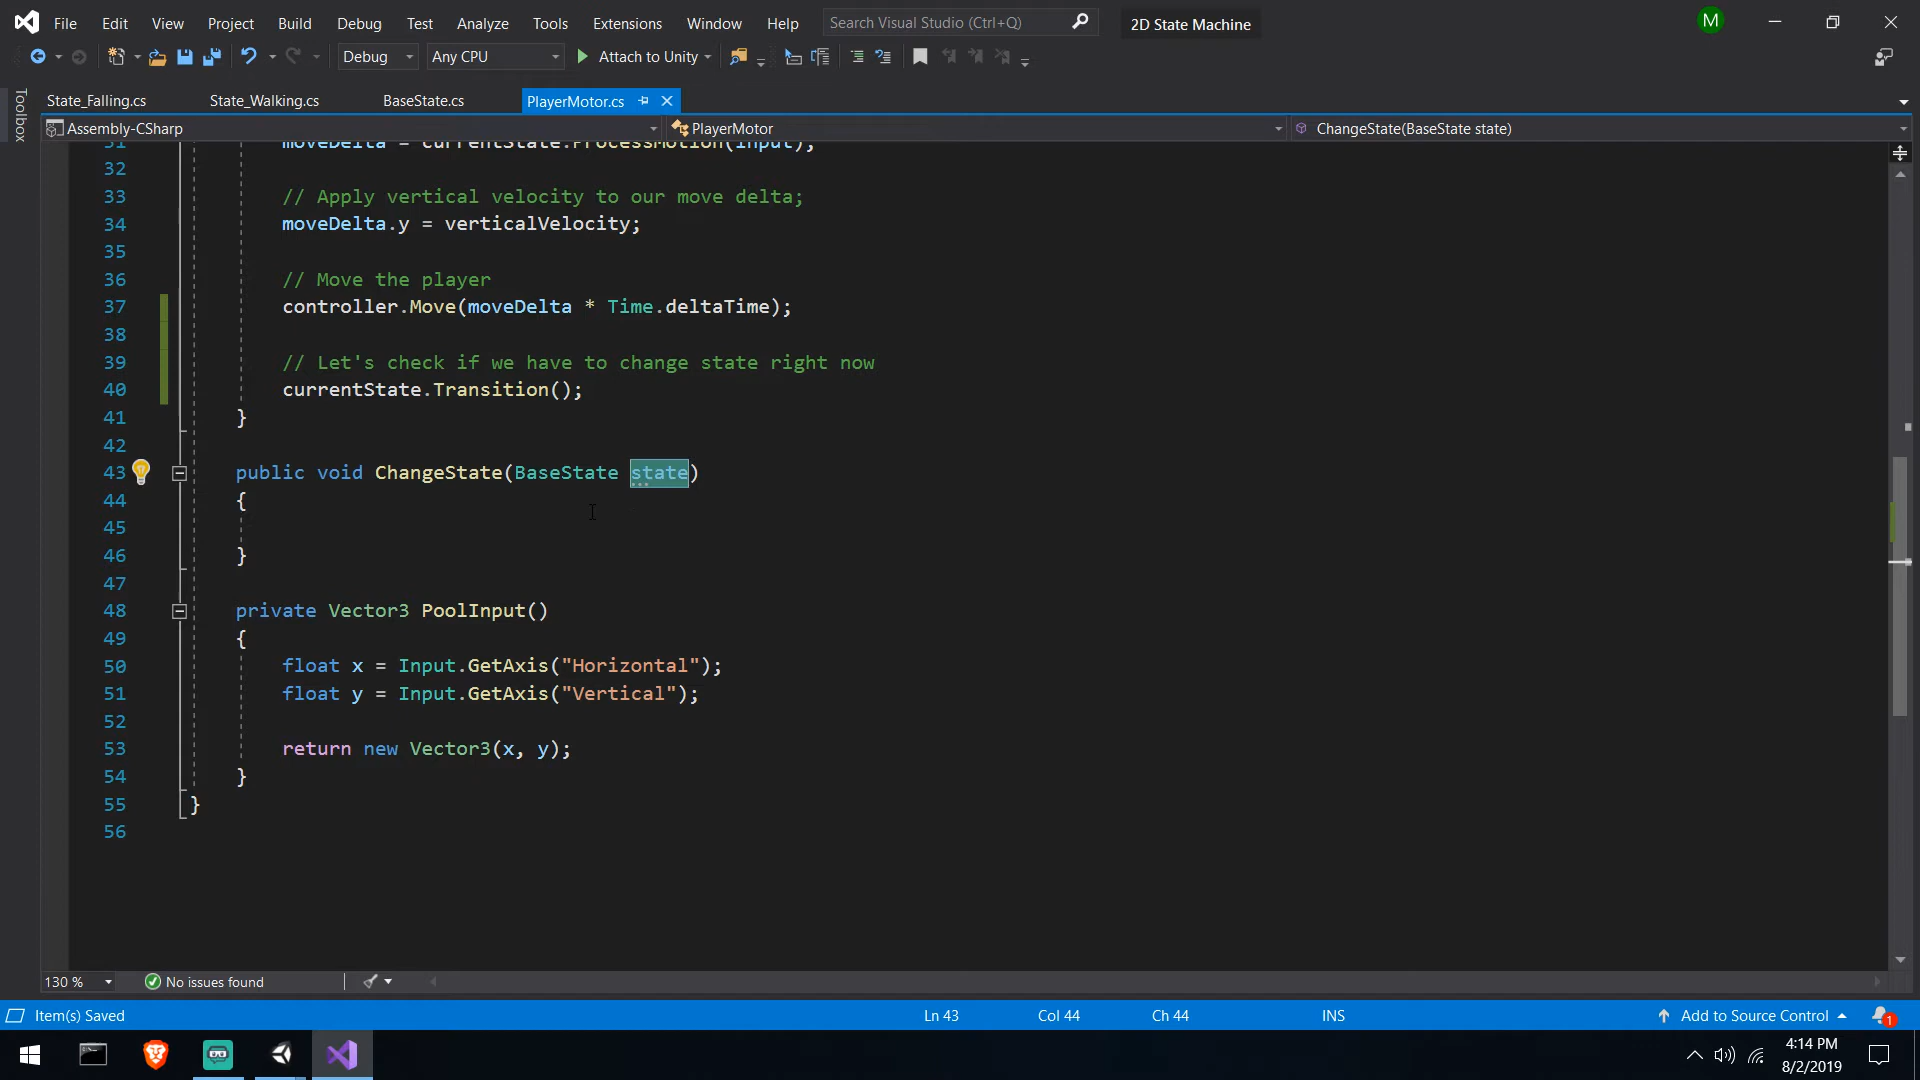 File Edit View Project Build Debug Test Analyze Tools Extensions Window Help Search Visual Studio (Ctrl+Q) 2D State Machine M
Debug Any CPU Attach to Unity
Toolbox
State_Falling.cs State_Walking.cs BaseState.cs PlayerMotor.cs
Assembly-CSharp PlayerMotor ChangeState(BaseState state)
31 moveDelta = currentState.ProcessMotion(input);
32
33 // Apply vertical velocity to our move delta;
34 moveDelta.y = verticalVelocity;
35
36 // Move the player
37 controller.Move(moveDelta * Time.deltaTime);
38
39 // Let's check if we have to change state right now
40 currentState.Transition();
41 }
42
43 public void ChangeState(BaseState state)
44 {
45
46 }
47
48 private Vector3 PoolInput()
49 {
50 float x = Input.GetAxis("Horizontal");
51 float y = Input.GetAxis("Vertical");
52
53 return new Vector3(x, y);
54 }
55 }
56
130 % No issues found
Item(s) Saved Ln 43 Col 44 Ch 44 INS Add to Source Control 1
4:14 PM
8/2/2019